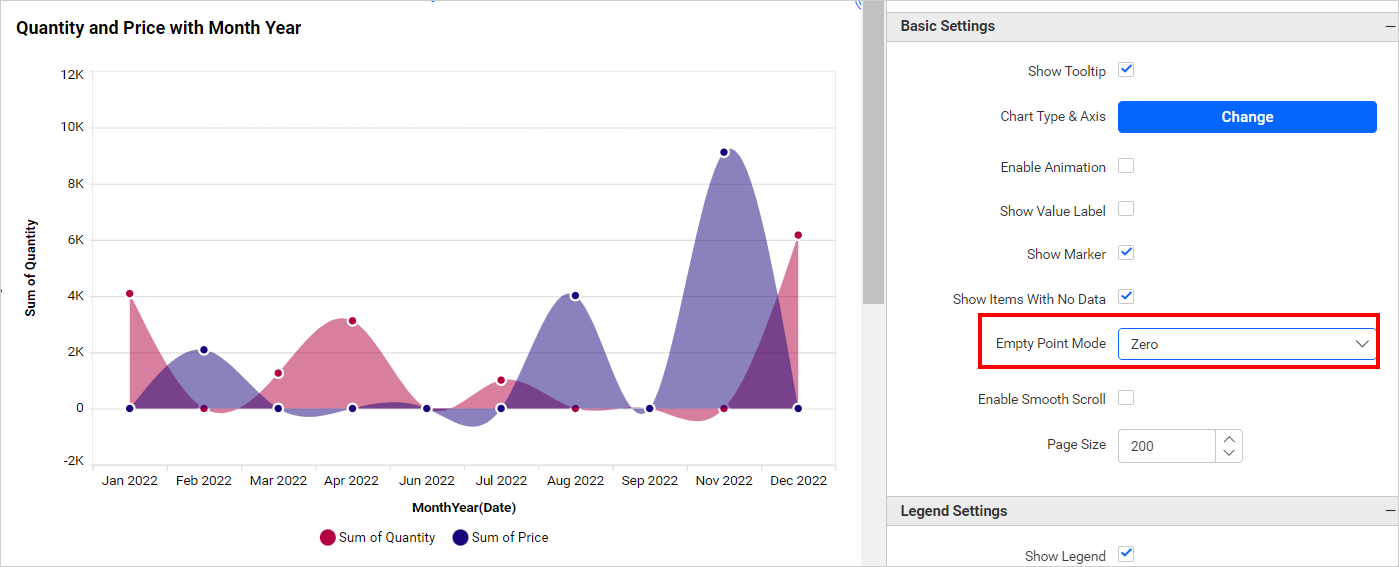 Quantity and Price with Month Year
12K
10K
8K
6K
4K
2K
0
-2K
Sum of Quantity
Jan 2022 Feb 2022 Mar 2022 Apr 2022 Jun 2022 Jul 2022 Aug 2022 Sep 2022 Nov 2022 Dec 2022
MonthYear(Date)
Sum of Quantity Sum of Price
Basic Settings
Show Tooltip
Chart Type & Axis Change
Enable Animation
Show Value Label
Show Marker
Show Items With No Data
Empty Point Mode Zero
Enable Smooth Scroll
Page Size 200
Legend Settings
Show Legend